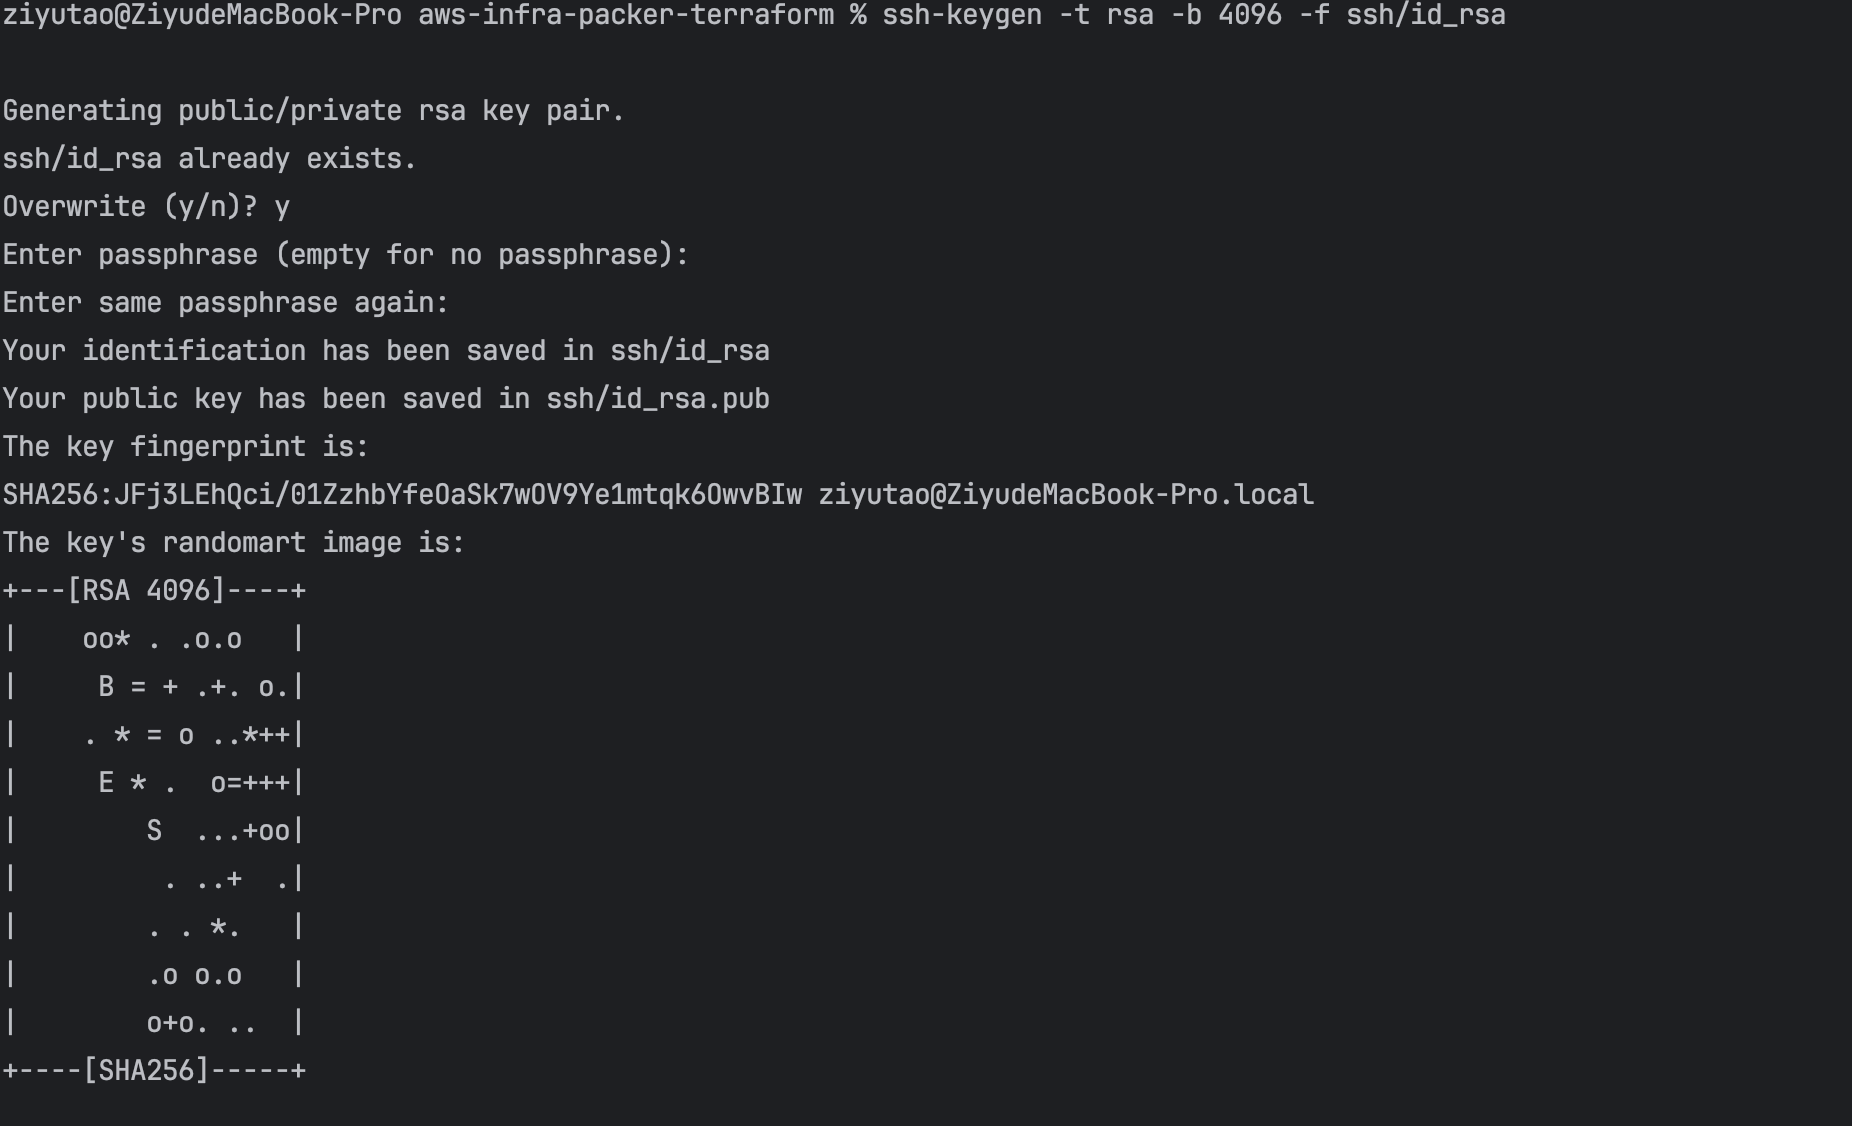 ziyutao@ZiyudeMacBook-Pro aws-infra-packer-terraform % ssh-keygen -t rsa -b 4096 -f ssh/id_rsa

Generating public/private rsa key pair.
ssh/id_rsa already exists.
Overwrite (y/n)? y
Enter passphrase (empty for no passphrase):
Enter same passphrase again:
Your identification has been saved in ssh/id_rsa
Your public key has been saved in ssh/id_rsa.pub
The key fingerprint is:
SHA256:JFj3LEhQci/01ZzhbYfeOaSk7wOV9Ye1mtqk6OwvBIw ziyutao@ZiyudeMacBook-Pro.local
The key's randomart image is:
+---[RSA 4096]----+
|    oo* . .o.o   |
|     B = + .+. o.|
|    . * = o ..*++|
|     E * .  o=+++|
|        S  ...+oo|
|         . ..+  .|
|        . . *.   |
|        .o o.o   |
|        o+o. ..  |
+----[SHA256]-----+